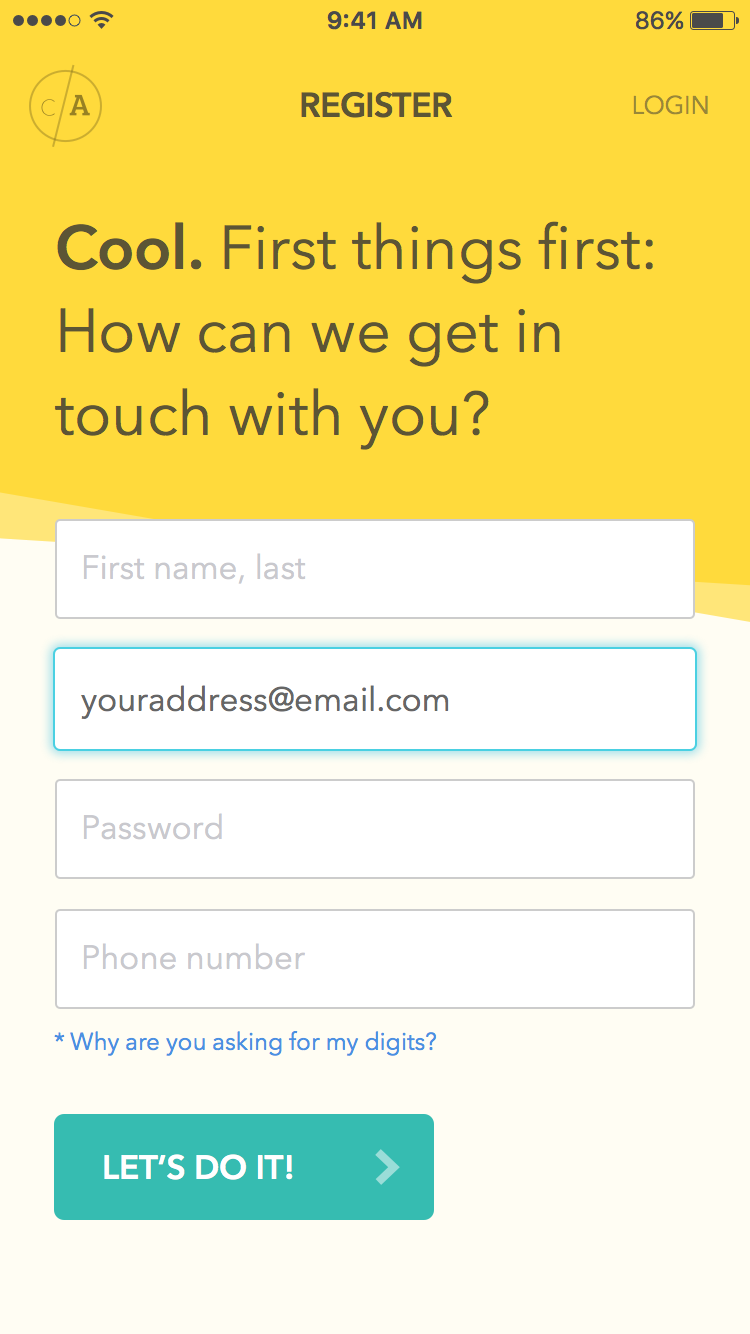 9:41 AM
86%
C A
REGISTER
LOGIN
Cool. First things first:
How can we get in
touch with you?
First name, last
youraddress@email.com
Password
Phone number
* Why are you asking for my digits?
LET'S DO IT!